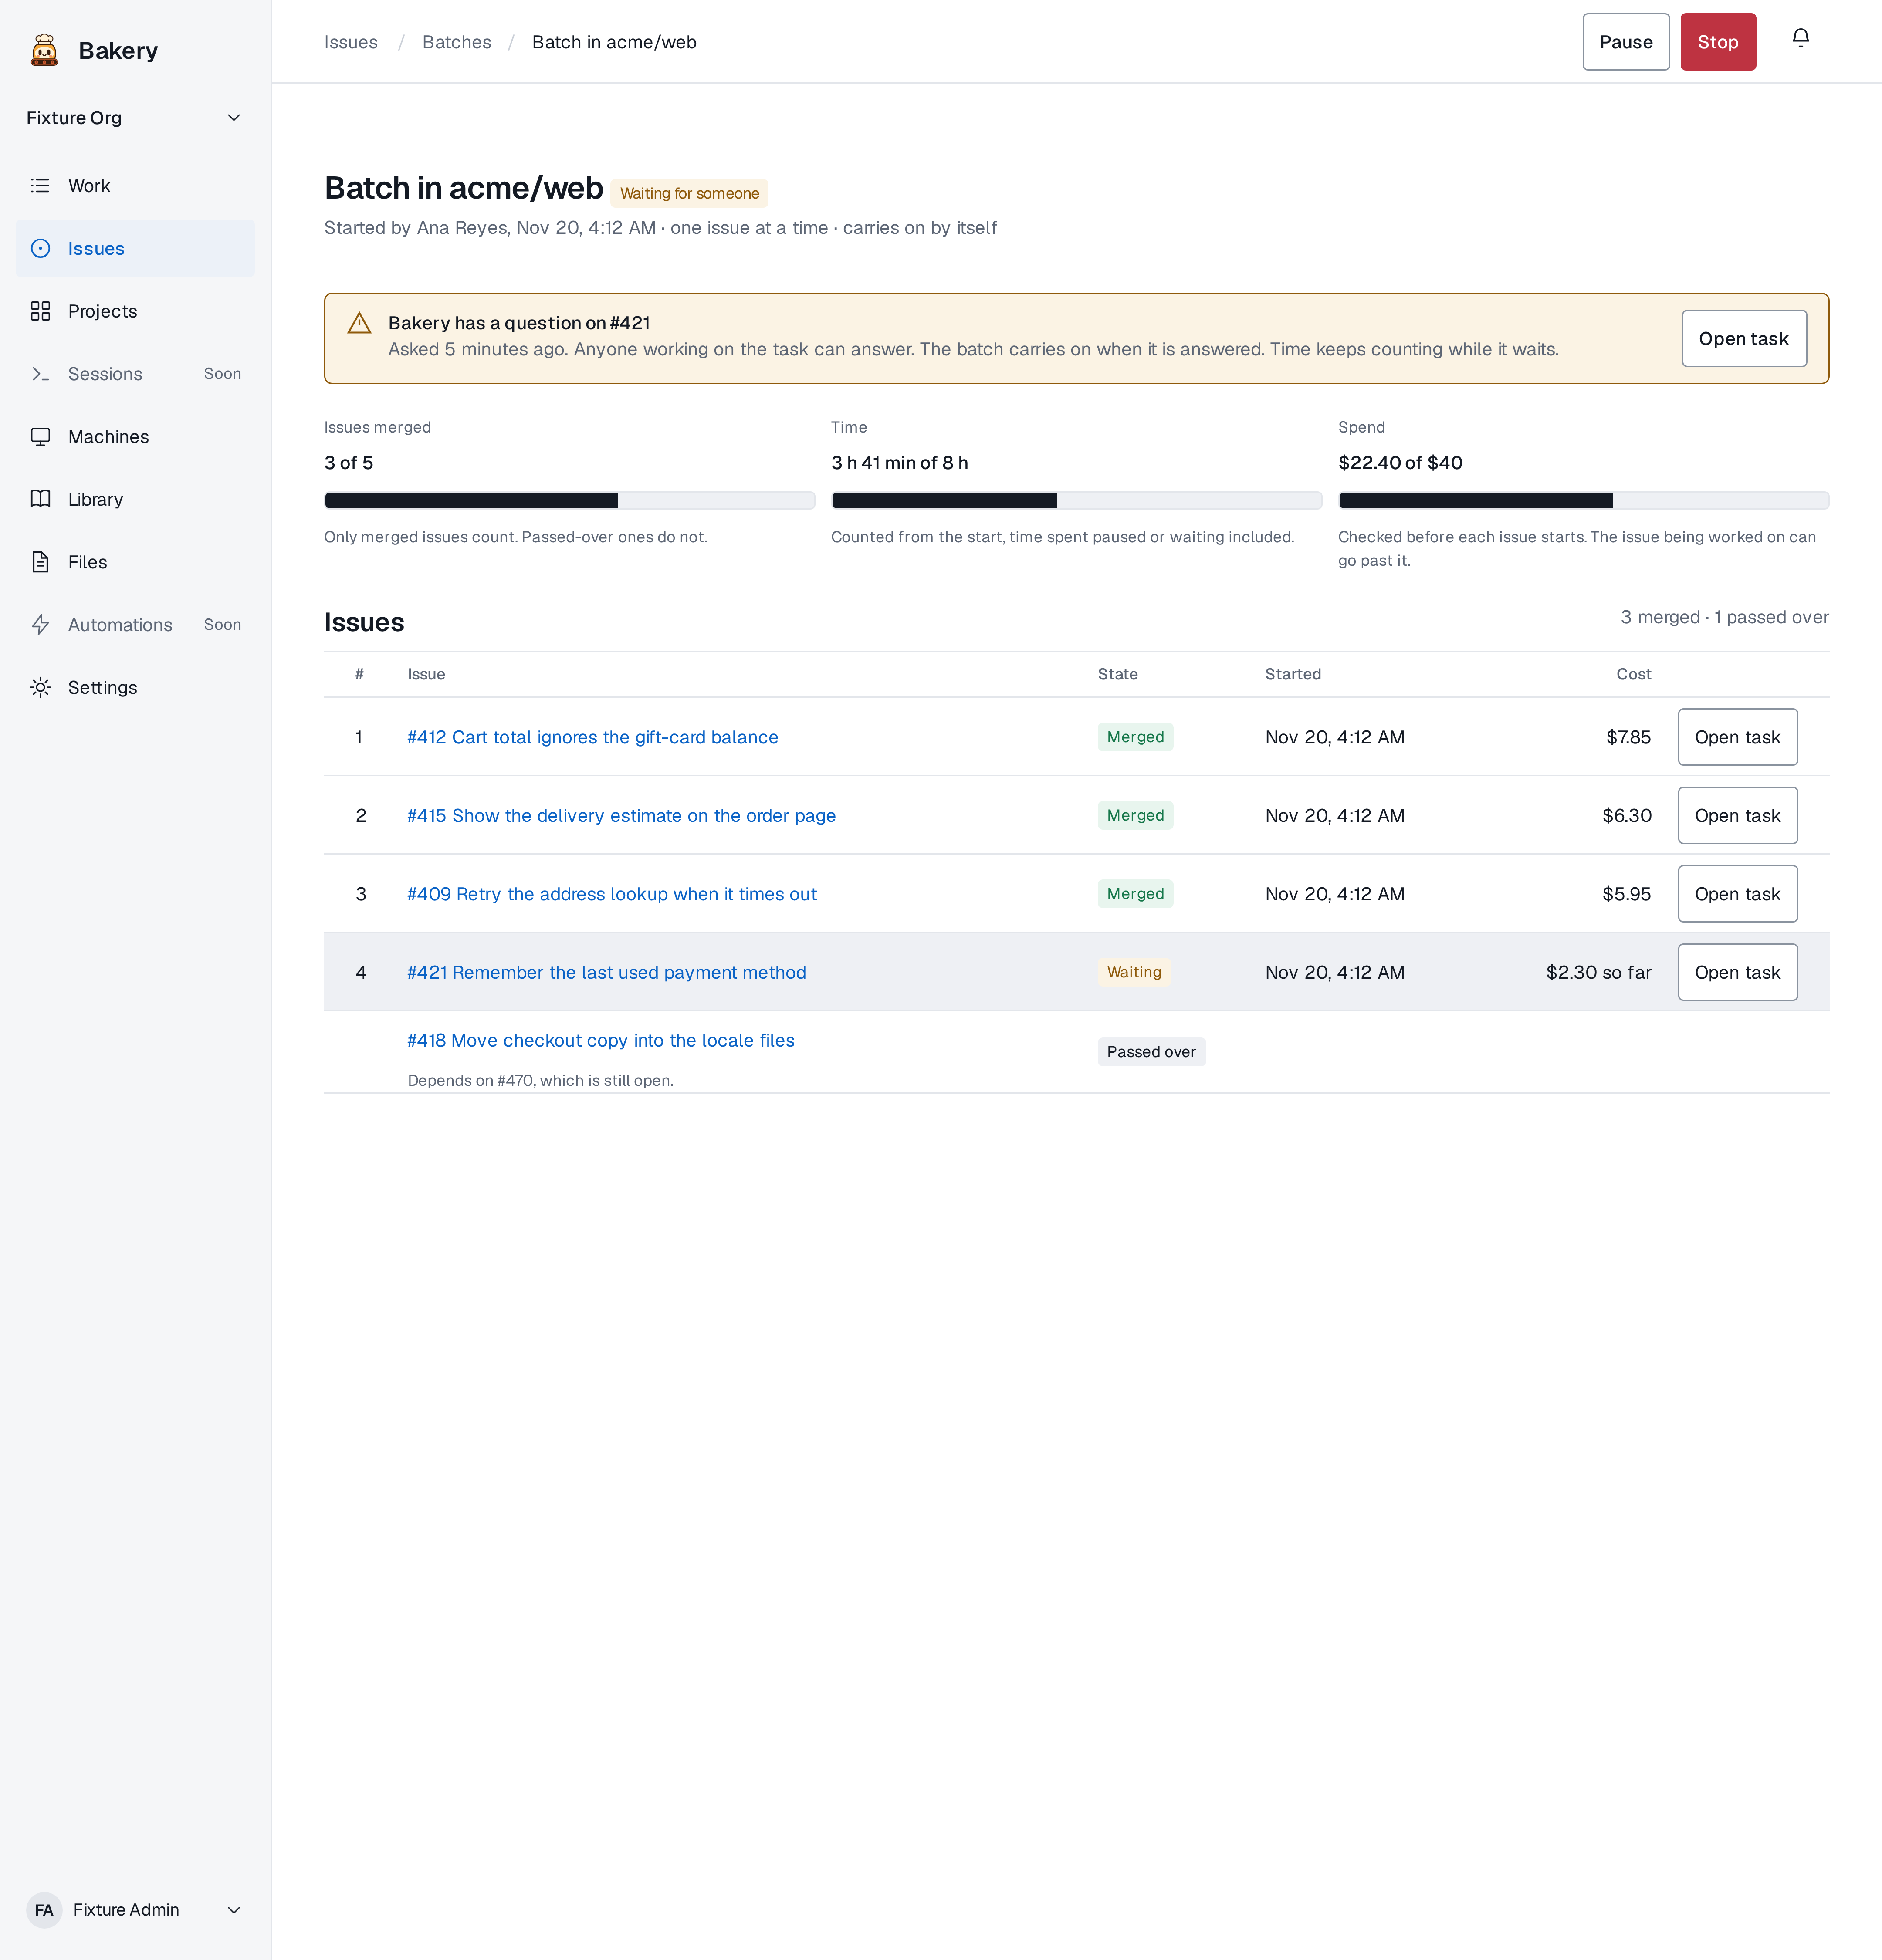 Bakery
Issues / Batches / Batch in acme/web
Pause
Stop
Fixture Org
Work
Issues
Projects
Sessions Soon
Machines
Library
Files
Automations Soon
Settings
FA Fixture Admin
Batch in acme/web Waiting for someone
Started by Ana Reyes, Nov 20, 4:12 AM · one issue at a time · carries on by itself
Bakery has a question on #421
Asked 5 minutes ago. Anyone working on the task can answer. The batch carries on when it is answered. Time keeps counting while it waits.
Open task
Issues merged
3 of 5
Only merged issues count. Passed-over ones do not.
Time
3 h 41 min of 8 h
Counted from the start, time spent paused or waiting included.
Spend
$22.40 of $40
Checked before each issue starts. The issue being worked on can
go past it.
Issues
3 merged · 1 passed over
# Issue State Started Cost
1 #412 Cart total ignores the gift-card balance Merged Nov 20, 4:12 AM $7.85 Open task
2 #415 Show the delivery estimate on the order page Merged Nov 20, 4:12 AM $6.30 Open task
3 #409 Retry the address lookup when it times out Merged Nov 20, 4:12 AM $5.95 Open task
4 #421 Remember the last used payment method Waiting Nov 20, 4:12 AM $2.30 so far Open task
#418 Move checkout copy into the locale files Passed over
Depends on #470, which is still open.